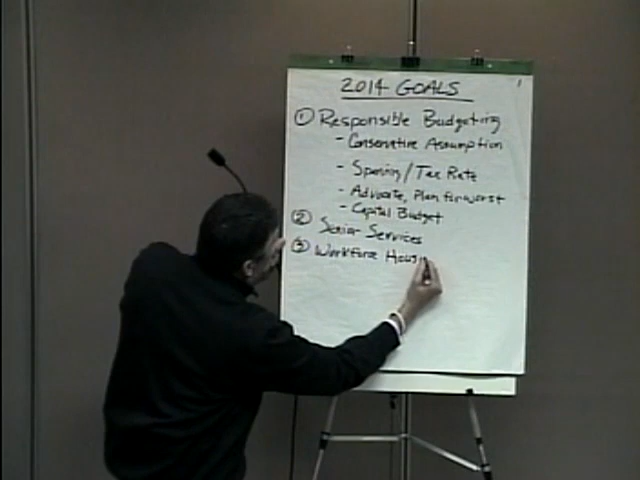 2014 GOALS
1
① Responsible Budgeting
- Conservative Assumption
- Spending/Tax Rate
- Advocate, Plan for worst
- Capital Budget
② Senior Services
③ Workforce Hous